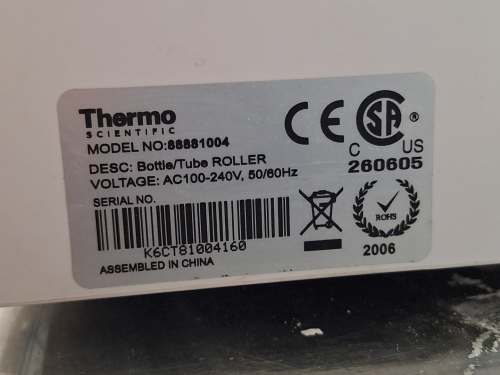 Thermo
SCIENTIFIC
MODEL NO:88881004
DESC: Bottle/Tube ROLLER
VOLTAGE: AC100-240V, 50/60Hz
SERIAL NO.
K6CT81004160
ASSEMBLED IN CHINA
CE
SA
®
C US
260605
ROHS
2006